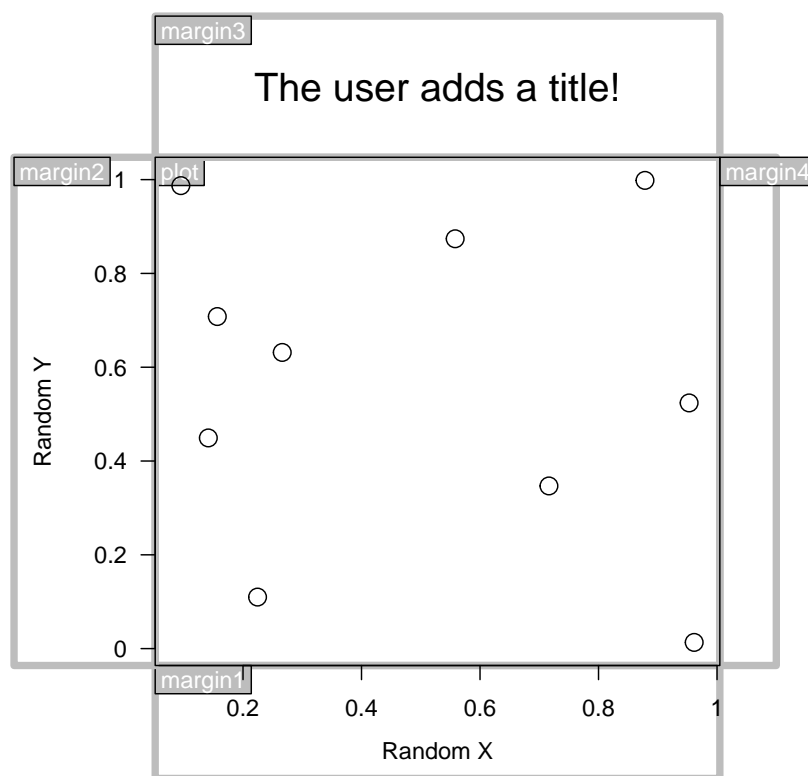 margin3
The user adds a title!
margin2
plot
margin4
1
0.8
0.6
0.4
0.2
0
Random Y
margin1
0.2 0.4 0.6 0.8 1
Random X